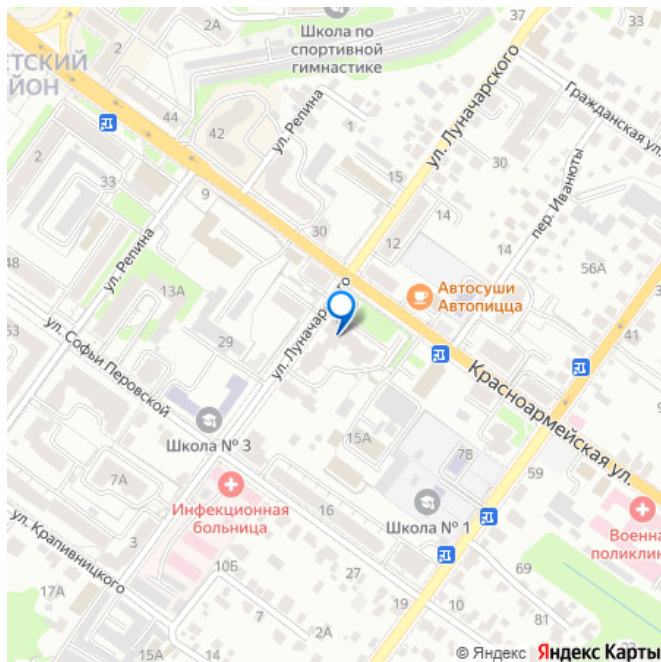 2
2А
Школа по
спортивной
гимнастике
37
ЕТСКИЙ
ЙОН
44
42
ул. Репина
1
ул. Луначарского
Гражданская ул.
2
33
9
15
30
пер. Иванюты
14
12
14
30
56А
ул. Репина
13А
48
53
Автосуши
Автопицца
41
ул. Луначарского
29
ул. Софьи Перовской
Красноармейская ул.
Школа № 3
15А
78
59
7А
Инфекционная
больница
16
Школа № 1
Военна
поликлин
ул. Крапивницкого
3
10Б
27
69
17А
7
19
10
81
2А
15А
14
© Яндекс Яндекс Карты